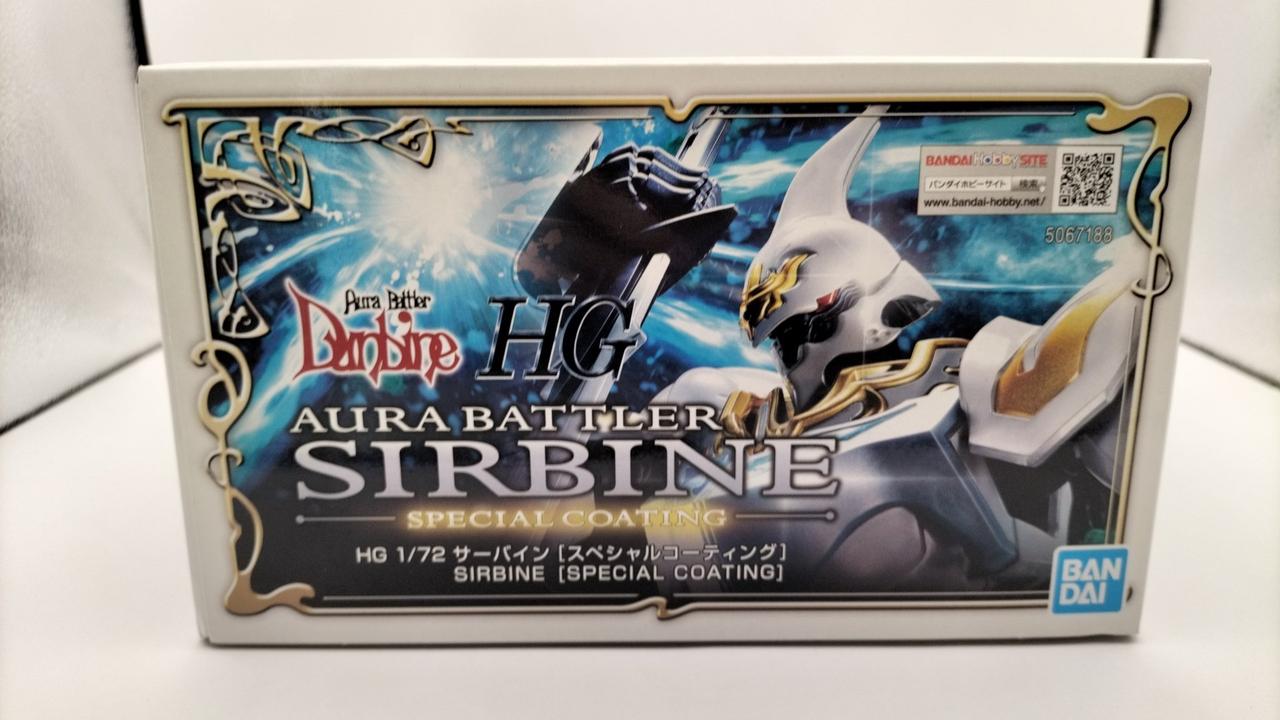 BANDAI Hobby SITE
バンダイホビーサイト 検索
www.bandai-hobby.net/
5067188
Aura Battler
Dunbine
HG
AURA BATTLER
SIRBINE
SPECIAL COATING
HG 1/72 サーバイン [スペシャルコーティング]
SIRBINE [SPECIAL COATING]
BAN
DAI